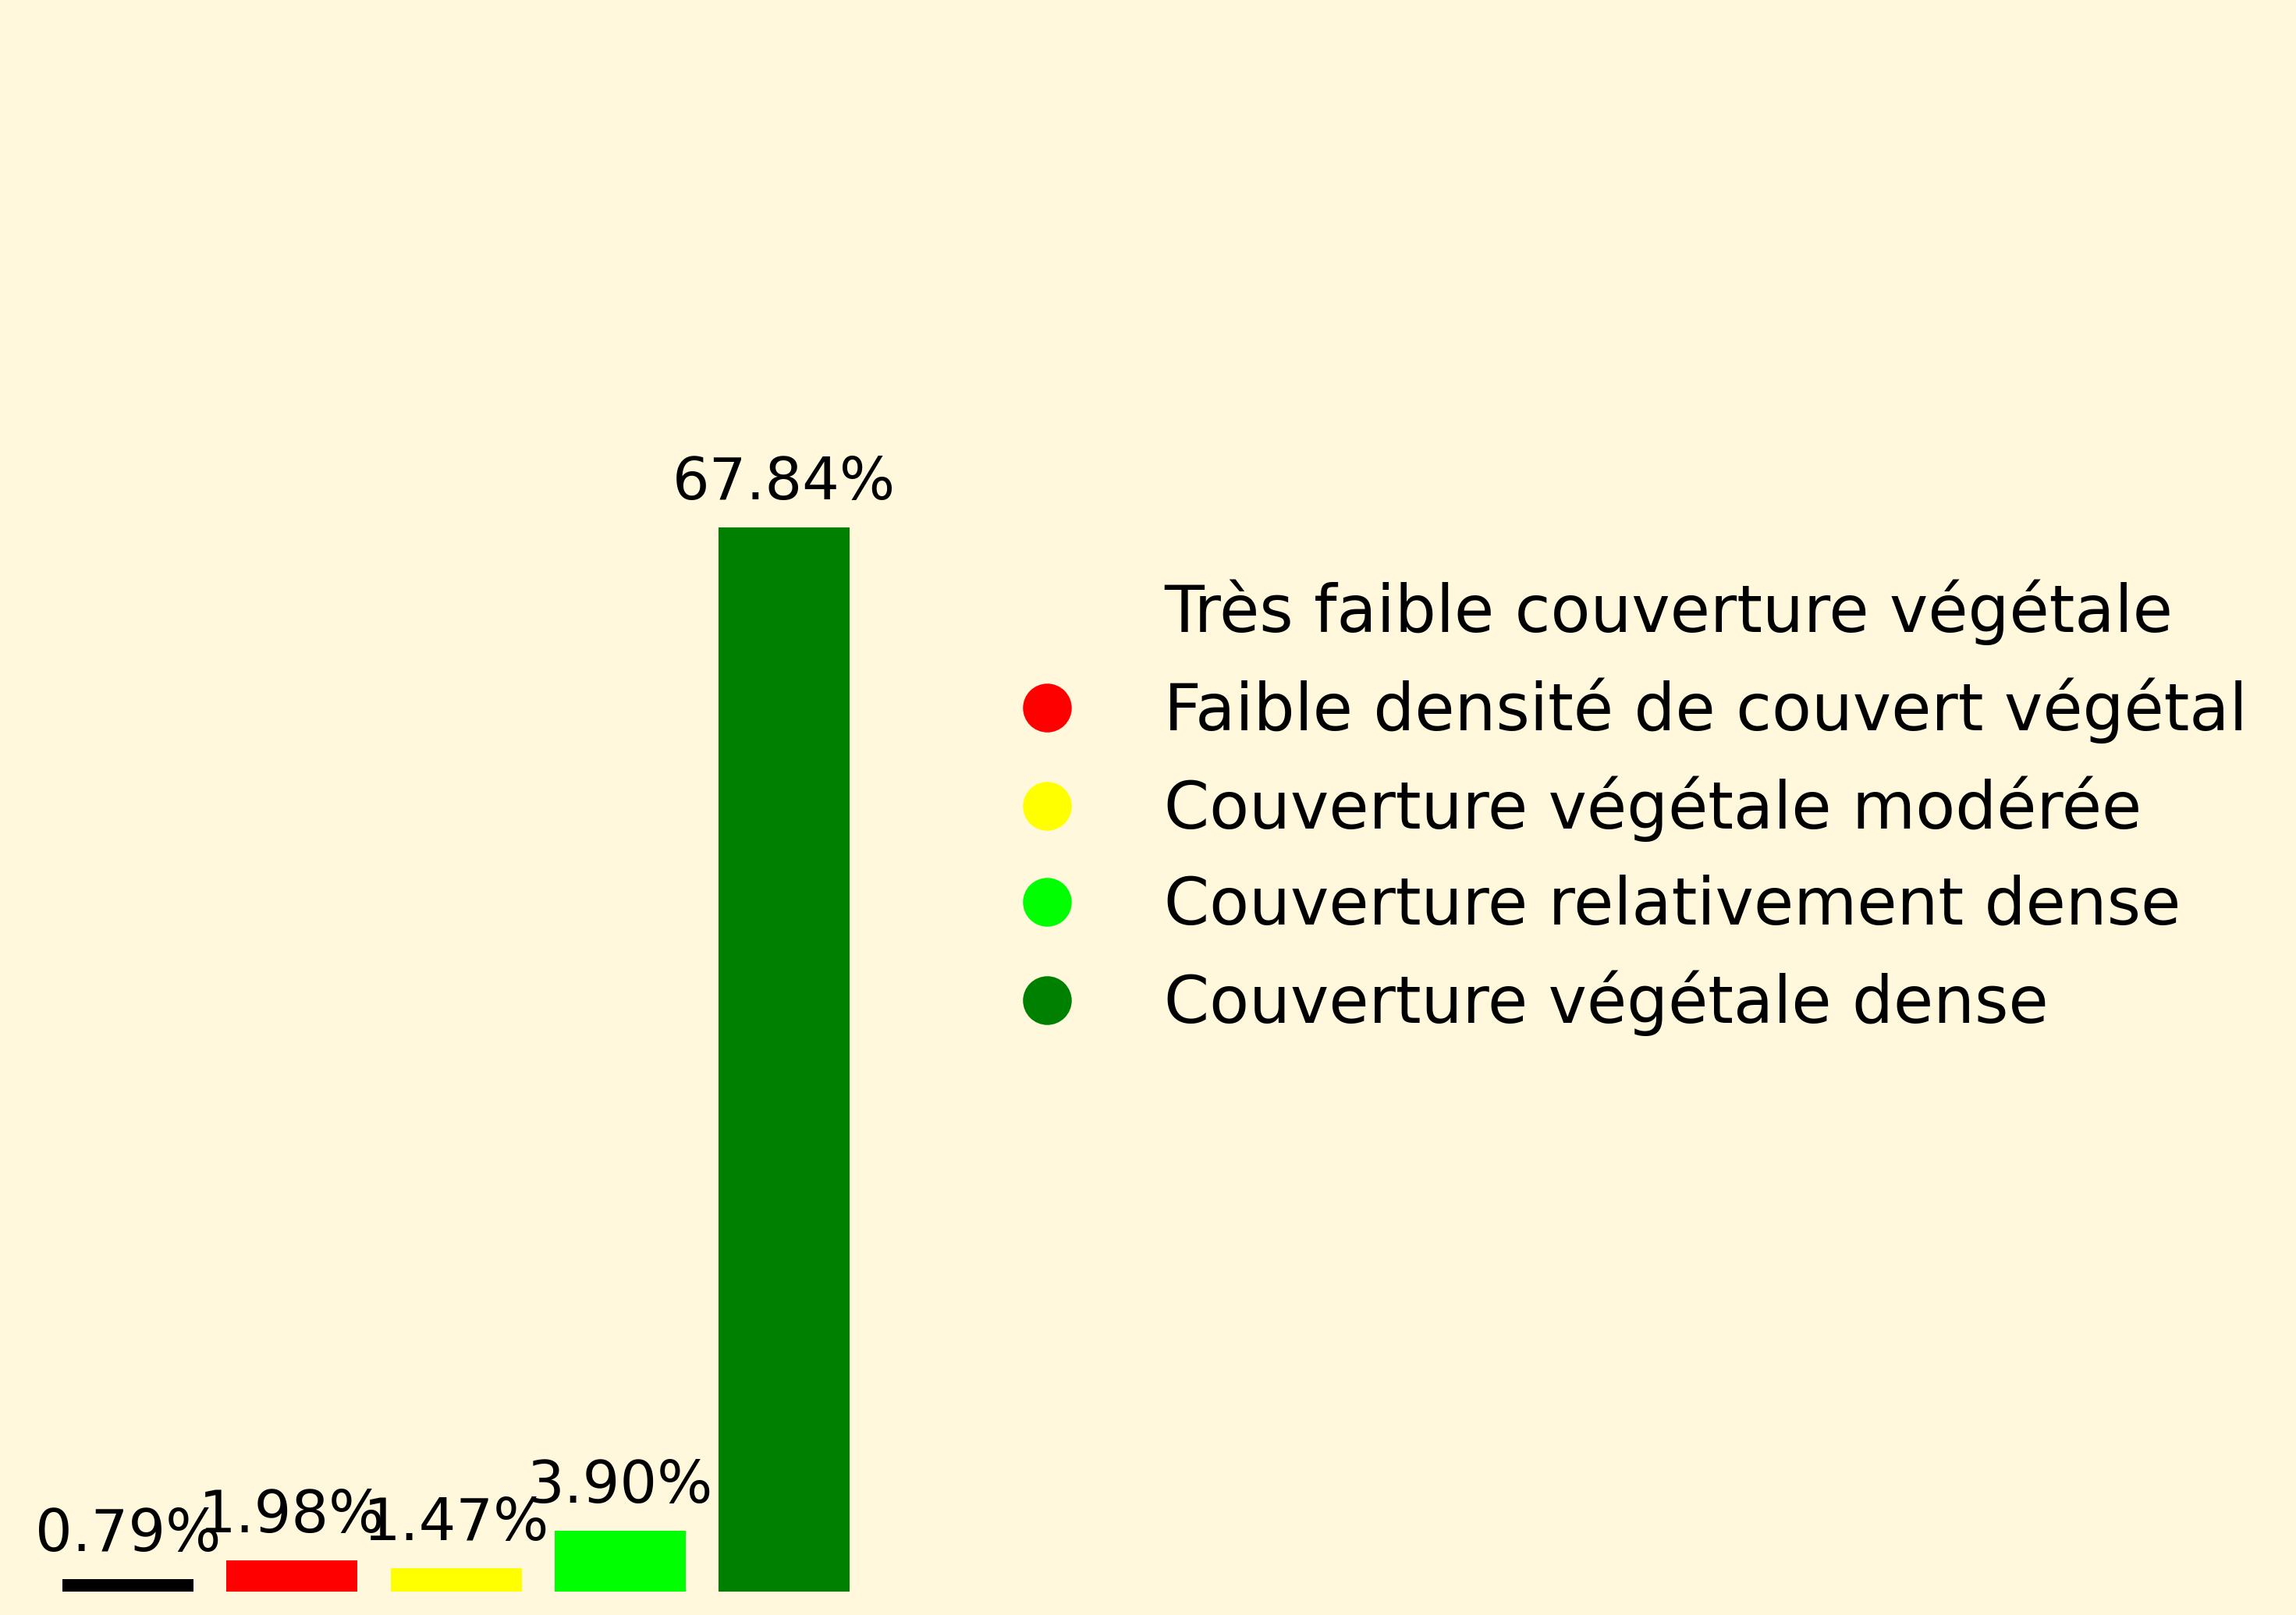 67.84%
Très faible couverture végétale
Faible densité de couvert végétal
Couverture végétale modérée
Couverture relativement dense
Couverture végétale dense
0.79%
1.98%
1.47%
3.90%